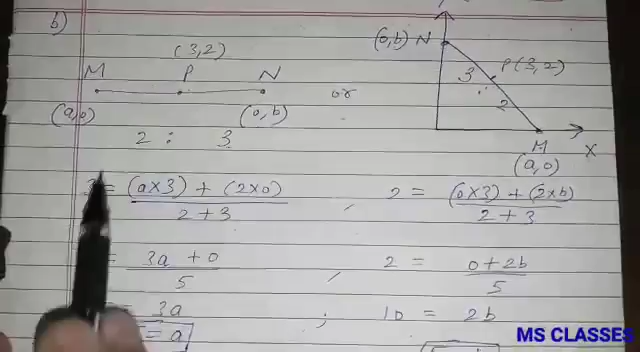 b)
(3,2)
M P N
(a,0) (0,b)
2 : 3
or
Y
(0,b) N
P(3,2)
3
2
M
(a,0)
X
3 = (a×3) + (2×0) / 2+3 , 2 = (0×3) + (2×b) / 2+3
= 3a + 0 / 5 , 2 = 0+2b / 5
= 3a ; 10 = 2b
= a
MS CLASSES